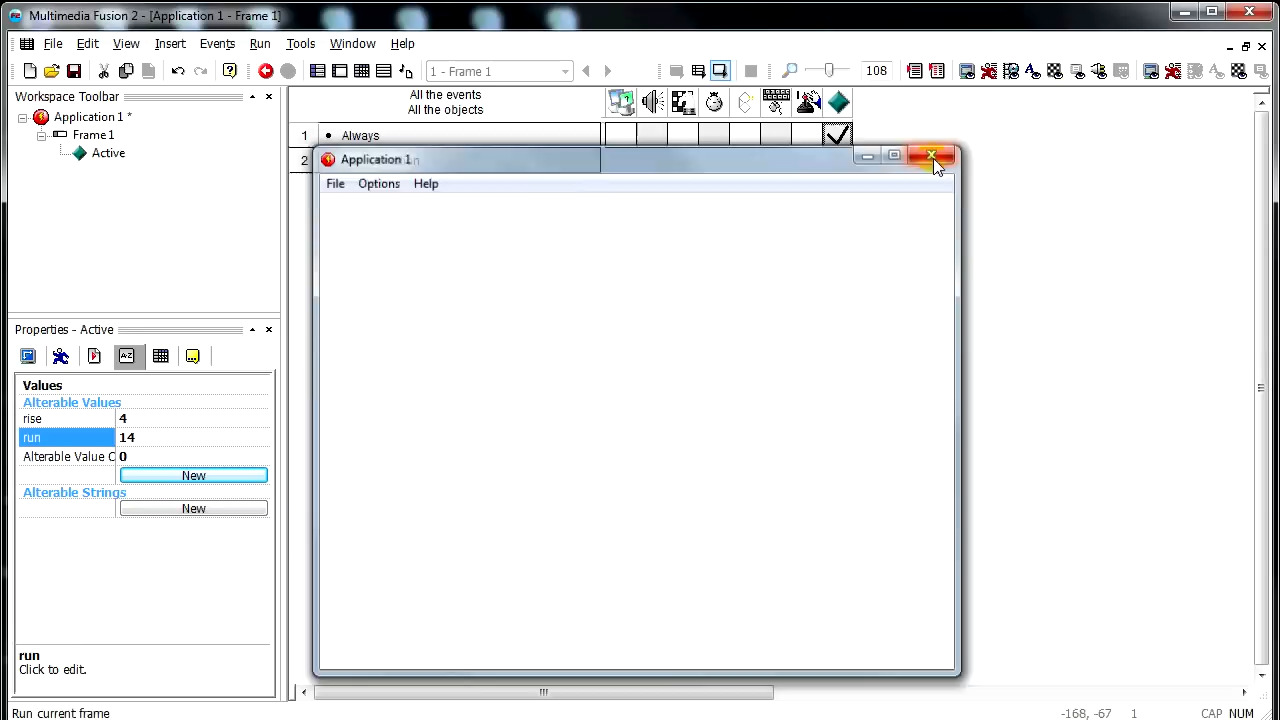 Multimedia Fusion 2 - [Application 1 - Frame 1]
File Edit View Insert Events Run Tools Window Help
1 - Frame 1
108
Workspace Toolbar
Application 1 *
Frame 1
Active
All the events
All the objects
1 • Always
2
Application 1
File Options Help
Properties - Active
Values
Alterable Values
rise 4
run 14
Alterable Value C 0
New
Alterable Strings
New
run
Click to edit.
Run current frame
-168, -67 1 CAP NUM